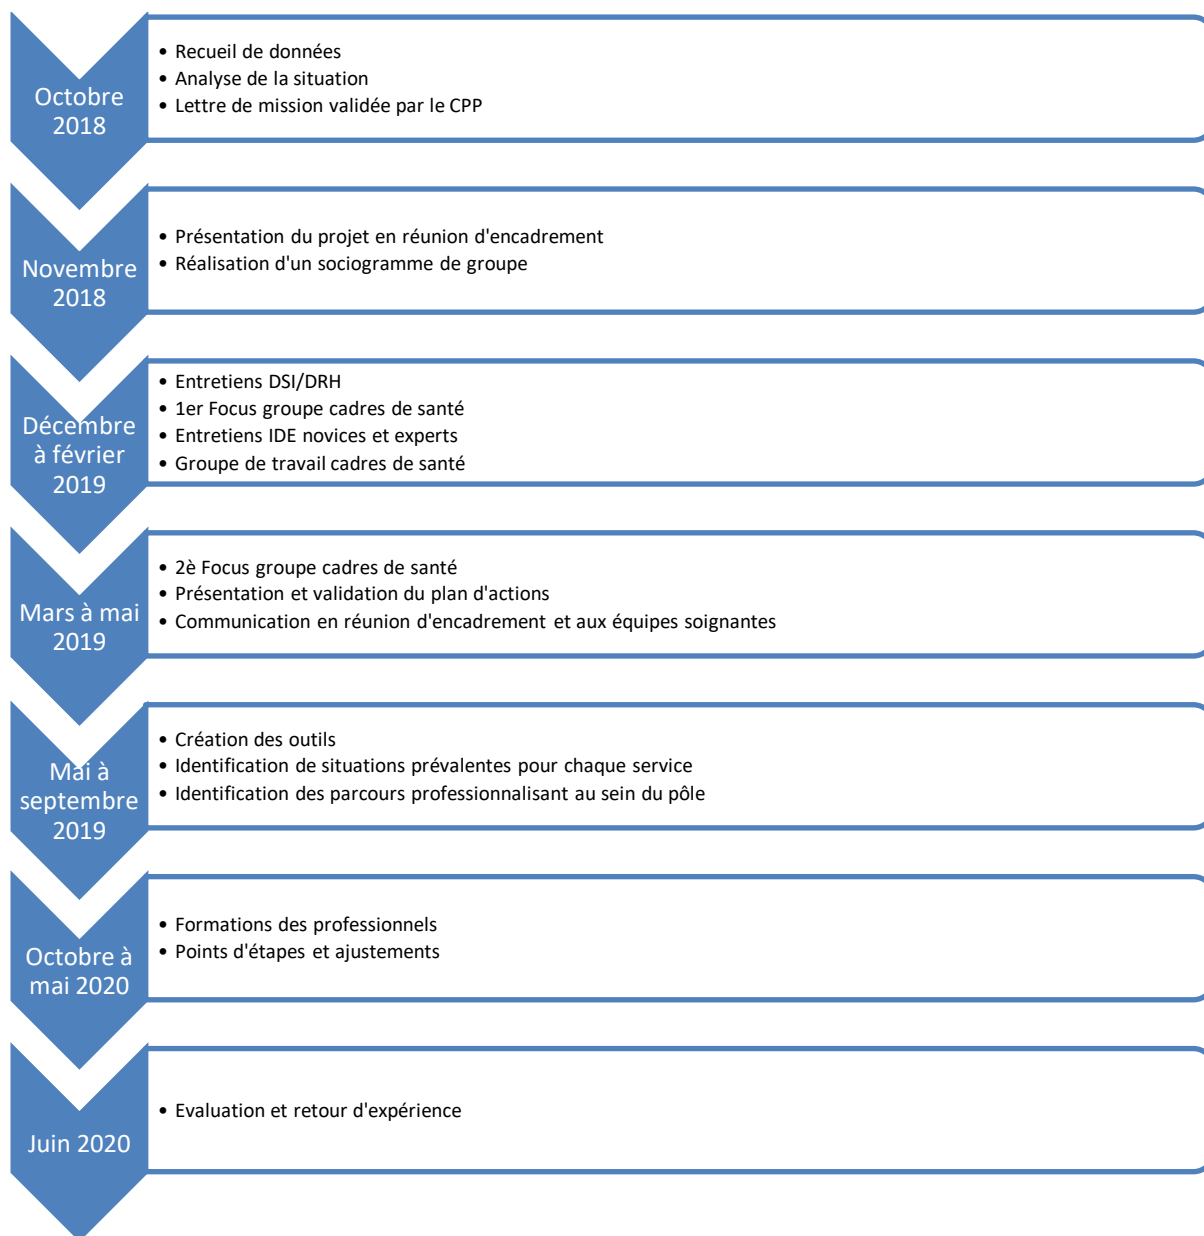 Octobre
2018
• Recueil de données
• Analyse de la situation
• Lettre de mission validée par le CPP
Novembre
2018
• Présentation du projet en réunion d'encadrement
• Réalisation d'un sociogramme de groupe
Décembre
à février
2019
• Entretiens DSI/DRH
• 1er Focus groupe cadres de santé
• Entretiens IDE novices et experts
• Groupe de travail cadres de santé
Mars à mai
2019
• 2è Focus groupe cadres de santé
• Présentation et validation du plan d'actions
• Communication en réunion d'encadrement et aux équipes soignantes
Mai à
septembre
2019
• Création des outils
• Identification de situations prévalentes pour chaque service
• Identification des parcours professionnalisant au sein du pôle
Octobre à
mai 2020
• Formations des professionnels
• Points d'étapes et ajustements
Juin 2020
• Evaluation et retour d'expérience